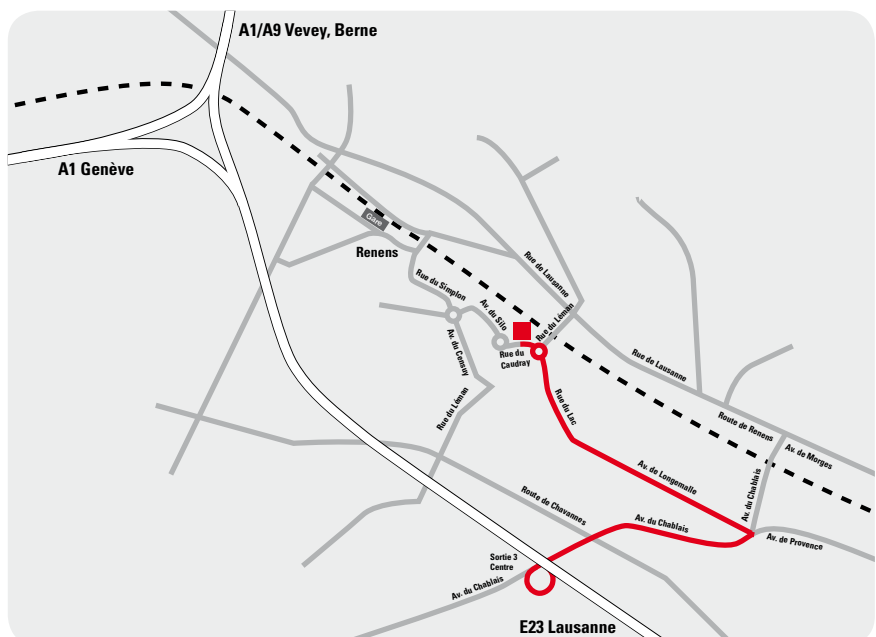 A1/A9 Vevey, Berne
A1 Genève
Gare
Renens
Rue du Simplon
Rue de Lausanne
Av. du Silo
Rue du Léman
Av. du Censuy
Rue du
Caudray
Rue de Lausanne
Rue du Léman
Rue du Lac
Route de Renens
Av. de Morges
Av. de Longemalle
Av. du Chablais
Route de Chavannes
Av. du Chablais
Av. de Provence
Sortie 3
Centre
Av. du Chablais
E23 Lausanne